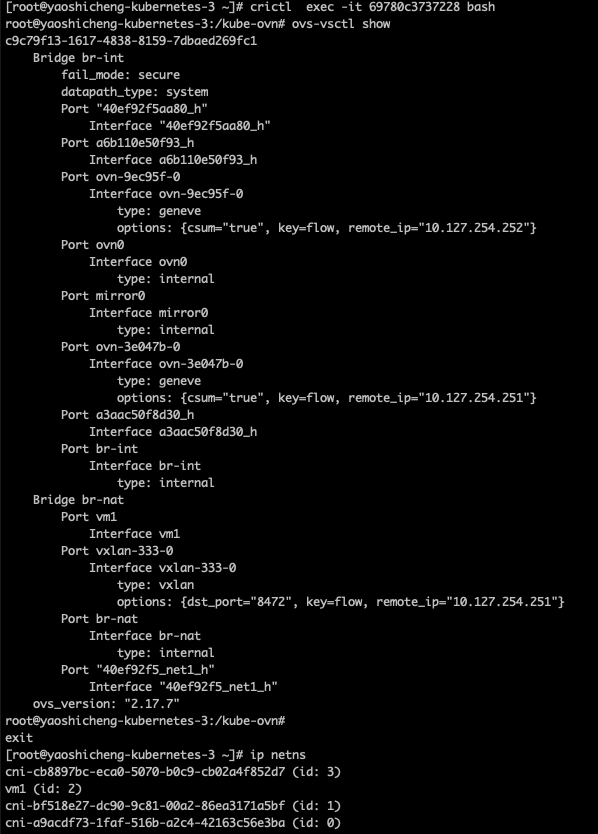 [root@yaoshicheng-kubernetes-3 ~]# crictl  exec -it 69780c3737228 bash
root@yaoshicheng-kubernetes-3:/kube-ovn# ovs-vsctl show
c9c79f13-1617-4838-8159-7dbaed269fc1
    Bridge br-int
        fail_mode: secure
        datapath_type: system
        Port "40ef92f5aa80_h"
            Interface "40ef92f5aa80_h"
        Port a6b110e50f93_h
            Interface a6b110e50f93_h
        Port ovn-9ec95f-0
            Interface ovn-9ec95f-0
                type: geneve
                options: {csum="true", key=flow, remote_ip="10.127.254.252"}
        Port ovn0
            Interface ovn0
                type: internal
        Port mirror0
            Interface mirror0
                type: internal
        Port ovn-3e047b-0
            Interface ovn-3e047b-0
                type: geneve
                options: {csum="true", key=flow, remote_ip="10.127.254.251"}
        Port a3aac50f8d30_h
            Interface a3aac50f8d30_h
        Port br-int
            Interface br-int
                type: internal
    Bridge br-nat
        Port vm1
            Interface vm1
        Port vxlan-333-0
            Interface vxlan-333-0
                type: vxlan
                options: {dst_port="8472", key=flow, remote_ip="10.127.254.251"}
        Port br-nat
            Interface br-nat
                type: internal
        Port "40ef92f5_net1_h"
            Interface "40ef92f5_net1_h"
    ovs_version: "2.17.7"
root@yaoshicheng-kubernetes-3:/kube-ovn#
exit
[root@yaoshicheng-kubernetes-3 ~]# ip netns
cni-cb8897bc-eca0-5070-b0c9-cb02a4f852d7 (id: 3)
vm1 (id: 2)
cni-bf518e27-dc90-9c81-00a2-86ea3171a5bf (id: 1)
cni-a9acdf73-1faf-516b-a2c4-42163c56e3ba (id: 0)